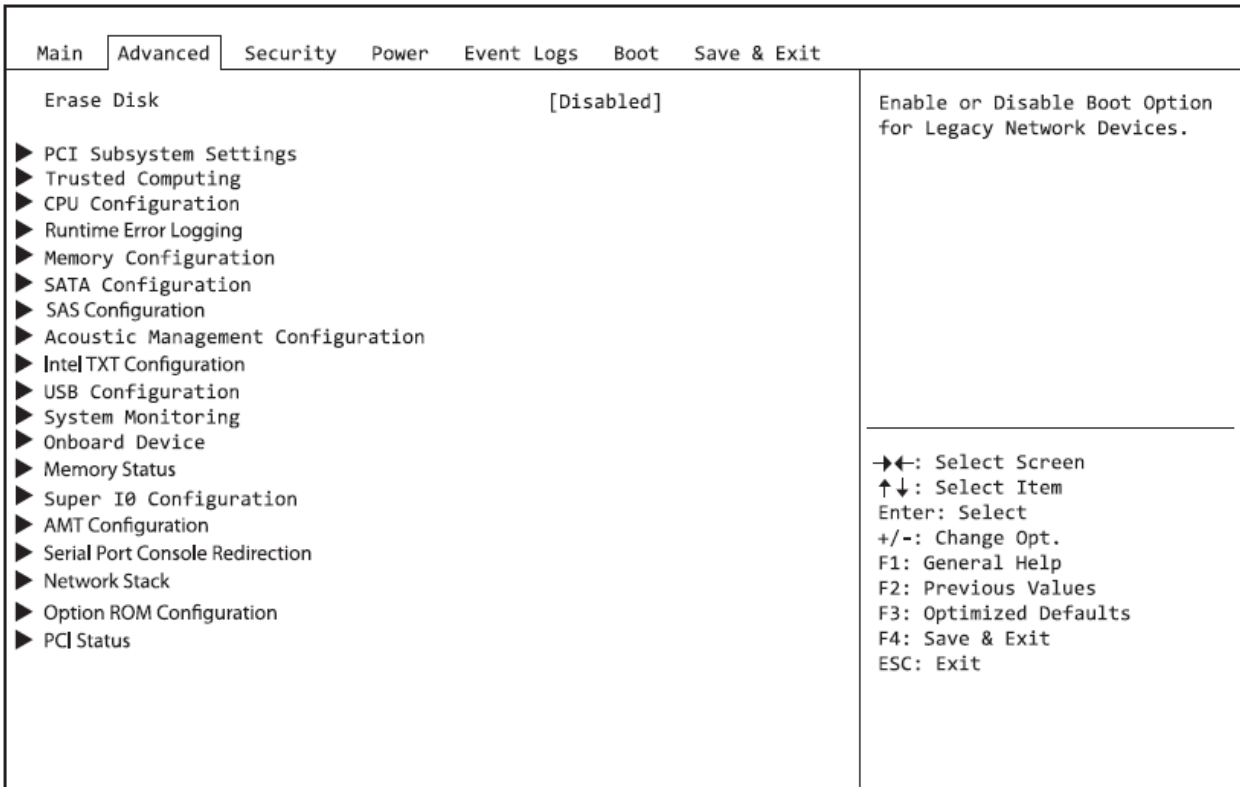 Main Advanced Security Power Event Logs Boot Save & Exit
Erase Disk [Disabled]
▶ PCI Subsystem Settings
▶ Trusted Computing
▶ CPU Configuration
▶ Runtime Error Logging
▶ Memory Configuration
▶ SATA Configuration
▶ SAS Configuration
▶ Acoustic Management Configuration
▶ Intel TXT Configuration
▶ USB Configuration
▶ System Monitoring
▶ Onboard Device
▶ Memory Status
▶ Super I0 Configuration
▶ AMT Configuration
▶ Serial Port Console Redirection
▶ Network Stack
▶ Option ROM Configuration
▶ PCI Status
Enable or Disable Boot Option
for Legacy Network Devices.
→←: Select Screen
↑↓: Select Item
Enter: Select
+/-: Change Opt.
F1: General Help
F2: Previous Values
F3: Optimized Defaults
F4: Save & Exit
ESC: Exit